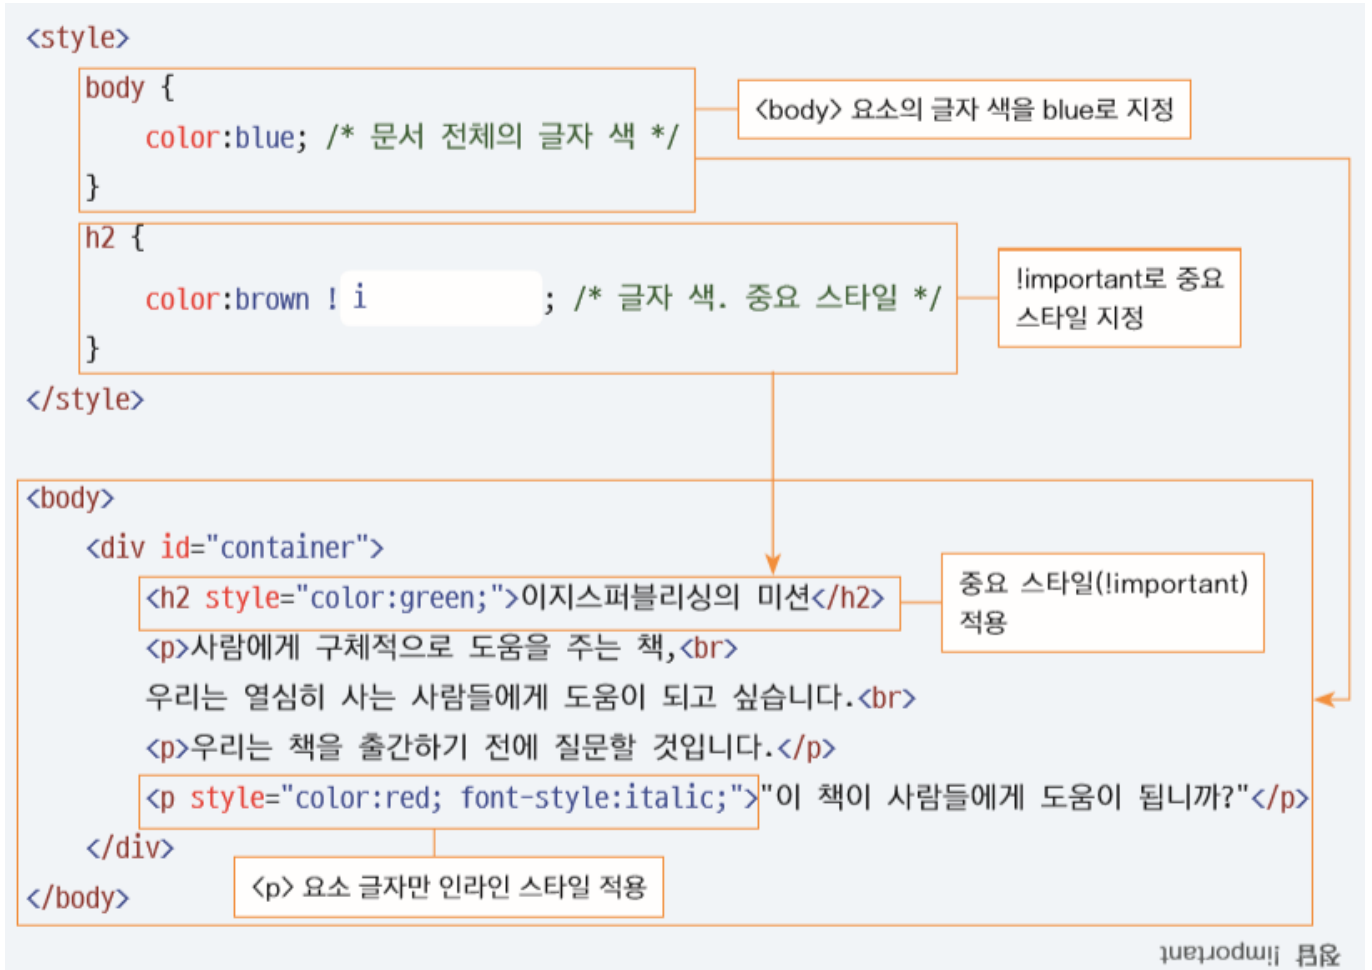 <style>
body {
<body> 요소의 글자 색을 blue로 지정
color:blue; /* 문서 전체의 글자 색 */
}
h2 {
color:brown ! i ; /* 글자 색. 중요 스타일 */
!important로 중요
스타일 지정
}
</style>
<body>
<div id="container">
<h2 style="color:green;">이지스퍼블리싱의 미션</h2>
중요 스타일(!important)
적용
<p>사람에게 구체적으로 도움을 주는 책,<br>
우리는 열심히 사는 사람들에게 도움이 되고 싶습니다.<br>
<p>우리는 책을 출간하기 전에 질문할 것입니다.</p>
<p style="color:red; font-style:italic;">"이 책이 사람들에게 도움이 됩니까?"</p>
</div>
<p> 요소 글자만 인라인 스타일 적용
</body>
정답 !important